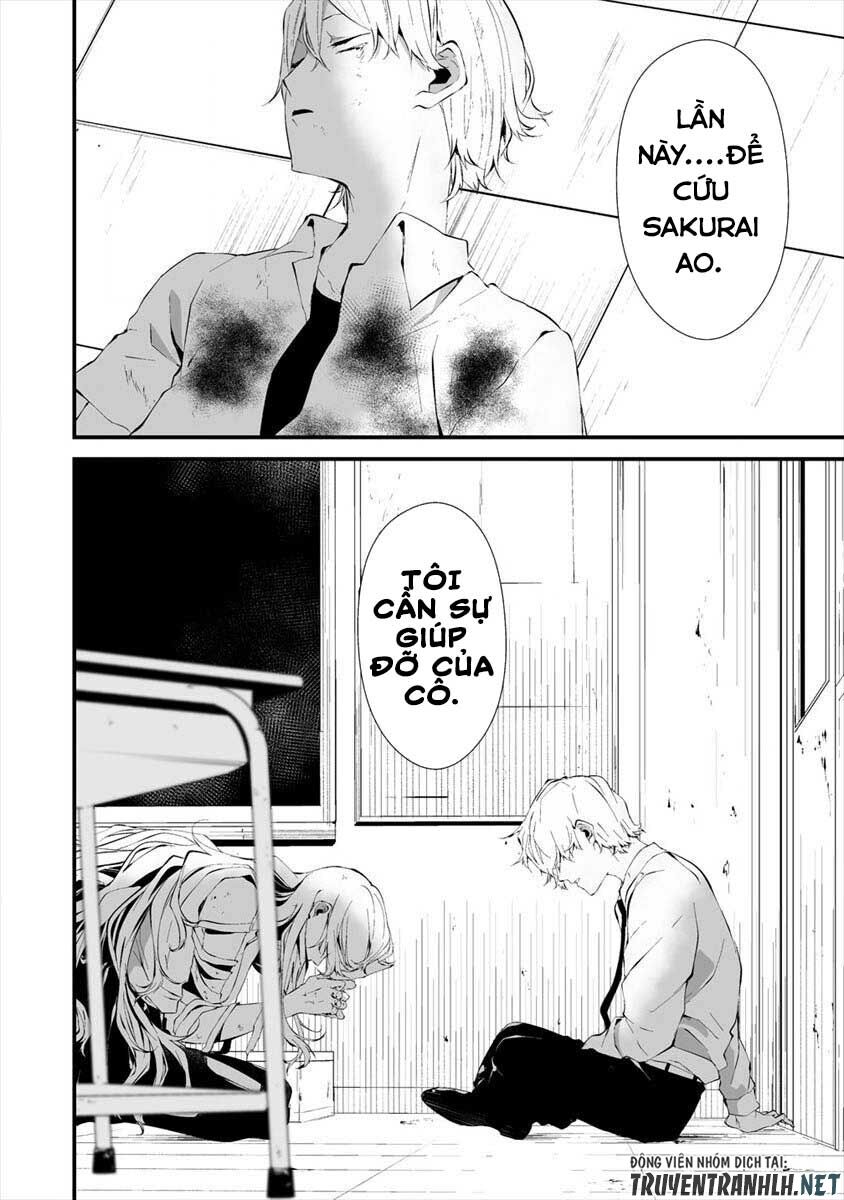 LẦN
NÀY....ĐỂ
CỨU
SAKURAI
AO.
TÔI
CẦN SỰ
GIÚP
ĐỠ CỦA
CÔ.
ĐỘNG VIÊN NHÓM DỊCH TẠI:
TRUYENTRANHLH.NET